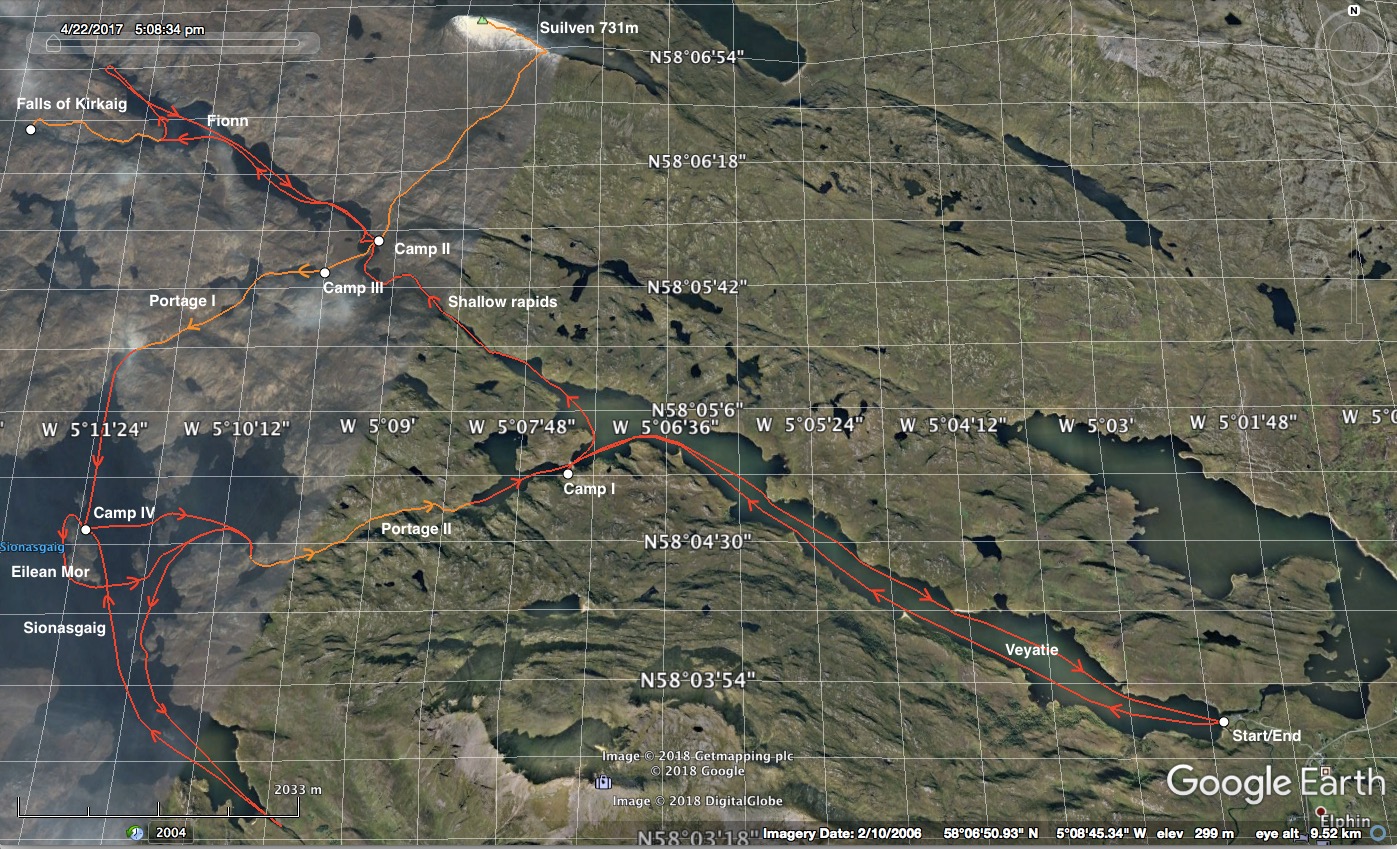 4/22/2017 5:08:34 pm
N
Suilven 731m
N58°06'54"
Falls of Kirkaig
Fionn
N58°06'18"
Camp II
Camp III
N58°05'42"
Portage I
Shallow rapids
N58°05'6"
W 5°11'24" W 5°10'12" W 5°09' W 5°07'48" W 5°06'36" W 5°05'24" W 5°04'12" W 5°03' W 5°01'48"
Camp I
Camp IV
Portage II
N58°04'30"
Sionasgaig
Eilean Mor
Sionasgaig
Veyatie
N58°03'54"
Start/End
Image © 2018 Getmapping plc
© 2018 Google
Google Earth
2033 m
Image © 2018 DigitalGlobe
Elphin
2004
N58°03'18"
Imagery Date: 2/10/2006 58°06'50.93" N 5°08'45.34" W elev 299 m eye alt 9.52 km